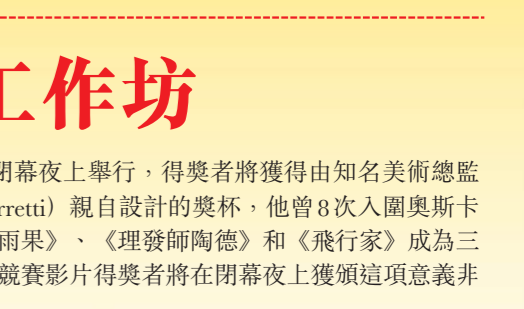 工作坊
閉幕夜上舉行，得獎者將獲得由知名美術總監
rretti）親自設計的獎杯，他曾8次入圍奧斯卡
雨果》、《理發師陶德》和《飛行家》成為三
競賽影片得獎者將在閉幕夜上獲頒這項意義非